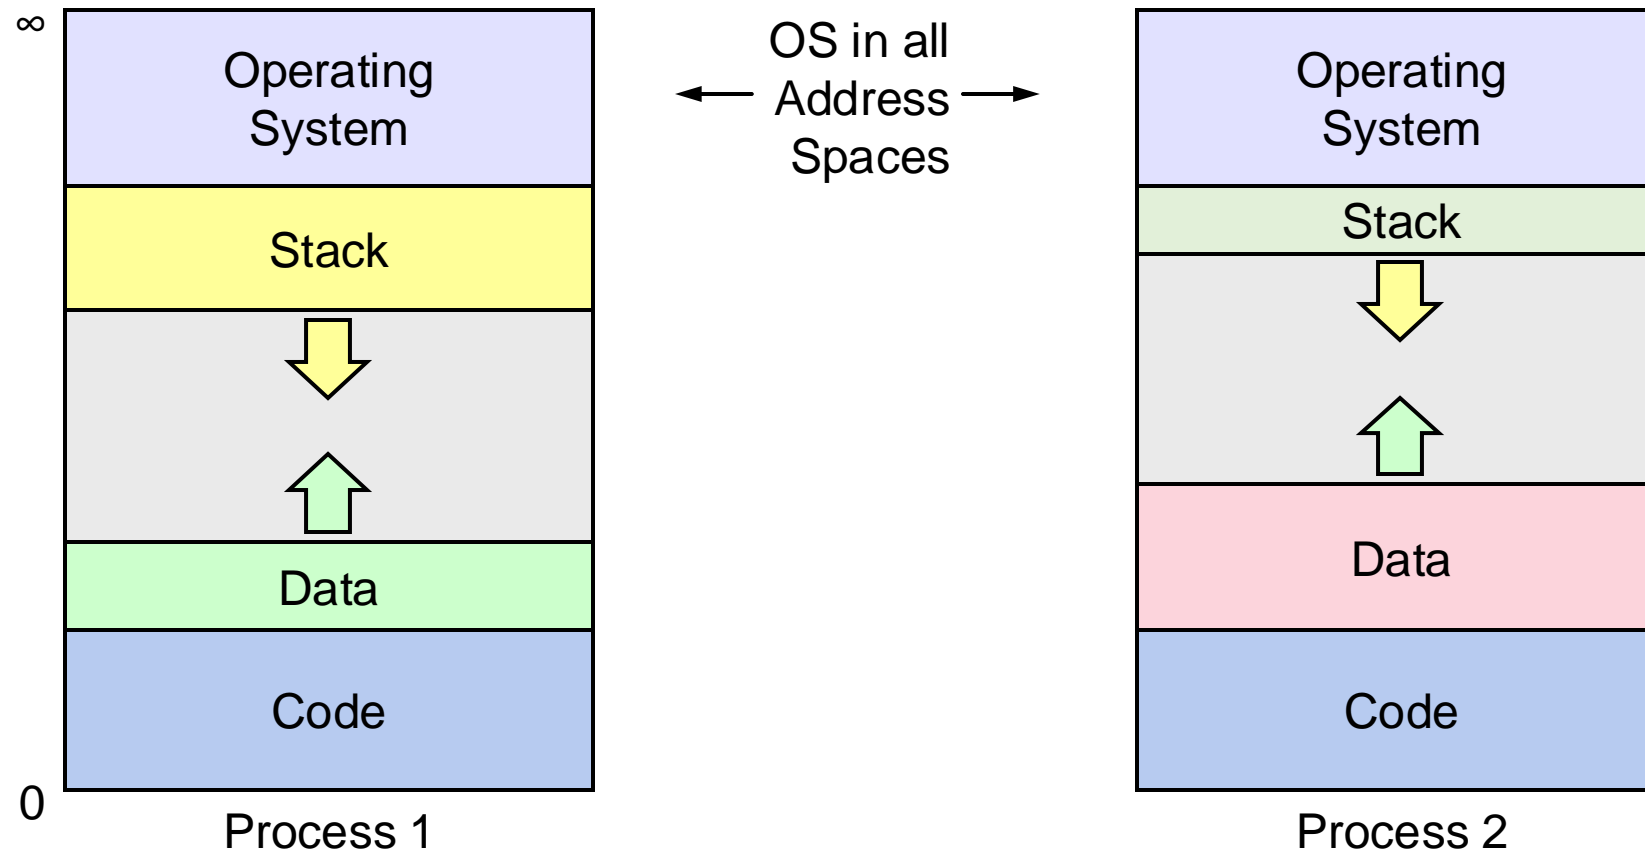 ∞
Operating
System
Stack
Data
Code
0
Process 1
OS in all
Address
Spaces
Operating
System
Stack
Data
Code
Process 2